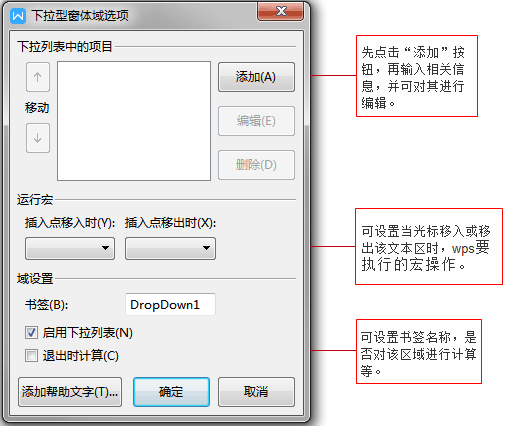 下拉型窗体域选项
下拉列表中的项目
添加(A)
移动
编辑(E)
删除(D)
运行宏
插入点移入时(Y): 插入点移出时(X):
域设置
书签(B): DropDown1
启用下拉列表(N)
退出时计算(C)
添加帮助文字(T)... 确定 取消
先点击“添加”按
钮，再输入相关信
息，并可对其进行
编辑。
可设置当光标移入或移
出该文本区时，wps要
执行的宏操作。
可设置书签名称，是
否对该区域进行计算
等。